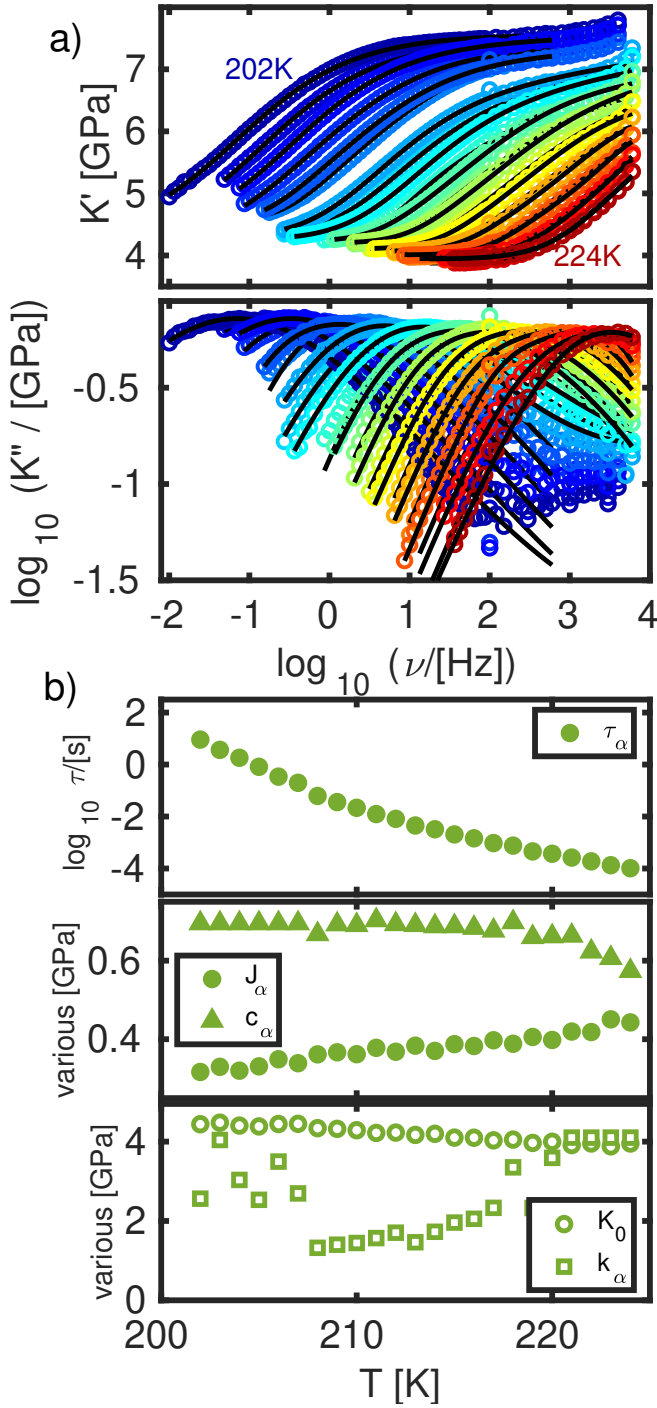 a)
K' [GPa]
7
6
5
4
202K
224K
log10 (K'' / [GPa])
-0.5
-1
-1.5
-2 -1 0 1 2 3 4
log10 (ν/[Hz])
b)
log10 τ/[s]
2
0
-2
-4
τα
various [GPa]
0.6
0.4
Jα
cα
various [GPa]
4
2
0
K0
kα
200 210 220
T [K]